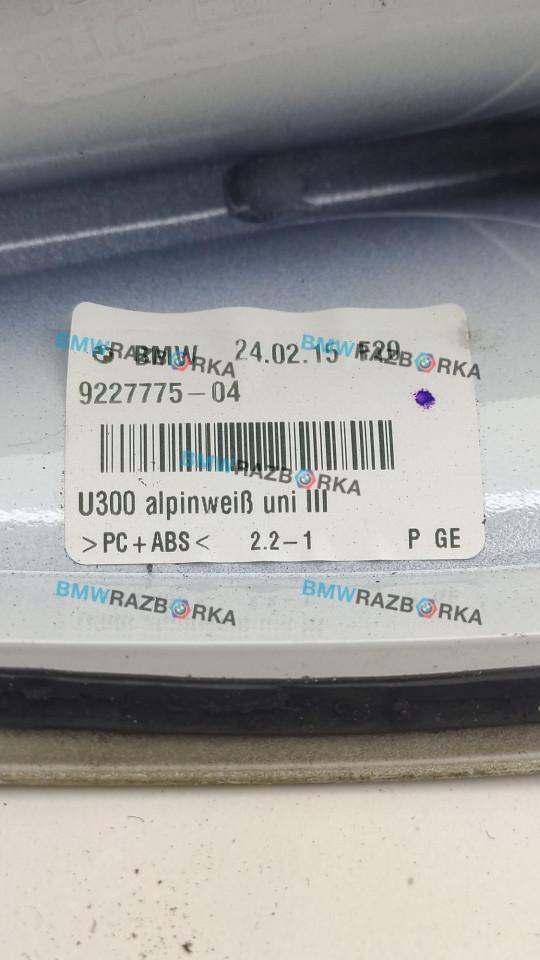 BMW 24.02.15 F20
9227775-04
U300 alpinweiß uni III
>PC+ABS< 2.2-1 P GE
BMWRAZBORKA
BMWRAZBORKA
BMWRAZBORKA
BMWRAZBORKA
BMWRAZBORKA